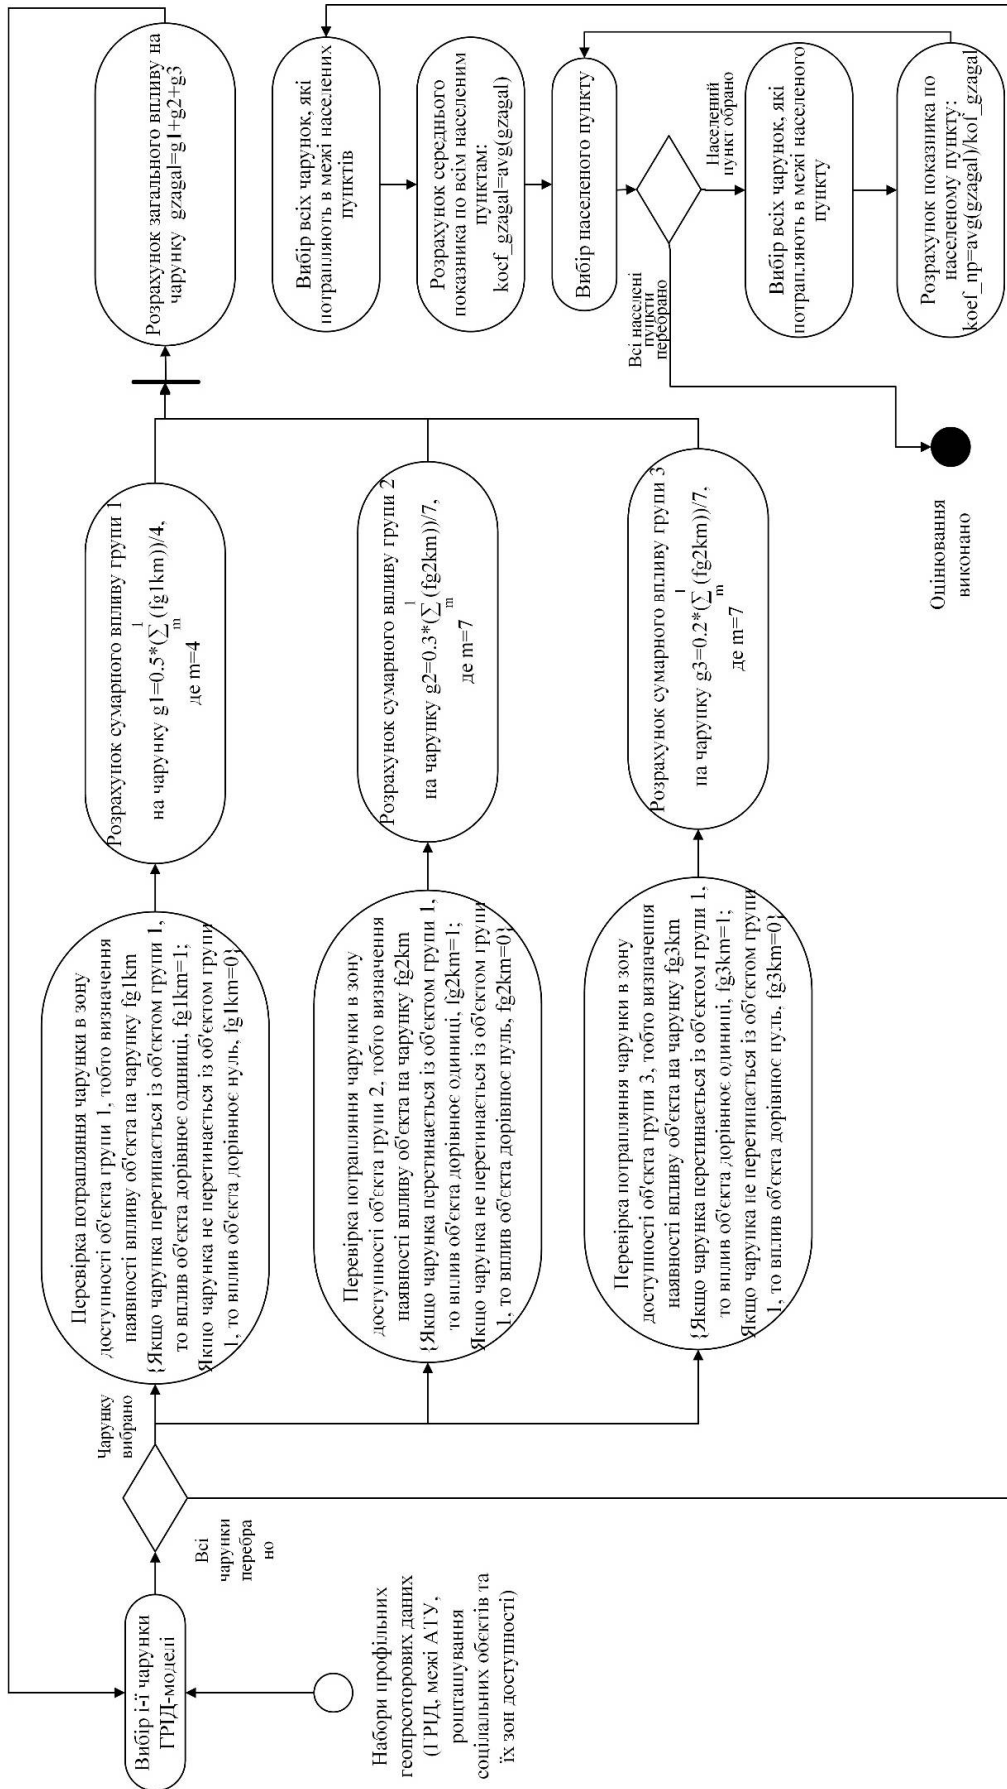 Набори профільних
геопрсоторових даних
(ГРІД, межі АТУ,
рощташування
соцілальних обєктів та
їх зон доступності)
Вибір і-ї чарунки
ГРІД-моделі
Всі
чарунки
перебра
но
Чарунку
вибрано
Перевірка потрапляння чарунки в зону
доступності об'єкта групи 1, тобто визначення
наявності впливу об'єкта на чарунку fg1km
{Якщо чарунка перетинається із об'єктом групи 1,
то вплив об'єкта дорівнює одиниці, fg1km=1;
Якщо чарунка не перетинається із об'єктом групи
1, то вплив об'єкта дорівнює нуль, fg1km=0}
Перевірка потрапляння чарунки в зону
доступності об'єкта групи 2, тобто визначення
наявності впливу об'єкта на чарунку fg2km
{Якщо чарунка перетинається із об'єктом групи 1,
то вплив об'єкта дорівнює одиниці, fg2km=1;
Якщо чарунка не перетинається із об'єктом групи
1, то вплив об'єкта дорівнює нуль, fg2km=0}
Перевірка потрапляння чарунки в зону
доступності об'єкта групи 3, тобто визначення
наявності впливу об'єкта на чарунку fg3km
{Якщо чарунка перетинається із об'єктом групи 1,
то вплив об'єкта дорівнює одиниці, fg3km=1;
Якщо чарунка не перетинається із об'єктом групи
1, то вплив об'єкта дорівнює нуль, fg3km=0}
Розрахунок сумарного впливу групи 1
на чарунку g1=0.5*(∑ₘ¹(fg1km))/4,
де m=4
Розрахунок сумарного впливу групи 2
на чарунку g2=0.3*(∑ₘ¹(fg2km))/7,
де m=7
Розрахунок сумарного впливу групи 3
на чарунку g3=0.2*(∑ₘ¹(fg2km))/7,
де m=7
Розрахунок загального впливу на
чарунку gzagal=g1+g2+g3
Вибір всіх чарунок, які
потрапляють в межі населених
пунктів
Розрахунок середнього
показника по всім населеним
пунктам:
koef_gzagal=avg(gzagal)
Вибір населеного пункту
Всі населені
пункти
перебрано
Населений
пункт обрано
Вибір всіх чарунок, які
потрапляють в межі населеного
пункту
Розрахунок показника по
населеному пункту:
koef_np=avg(gzagal)/kof_gzagal
Оцінювання
виконано